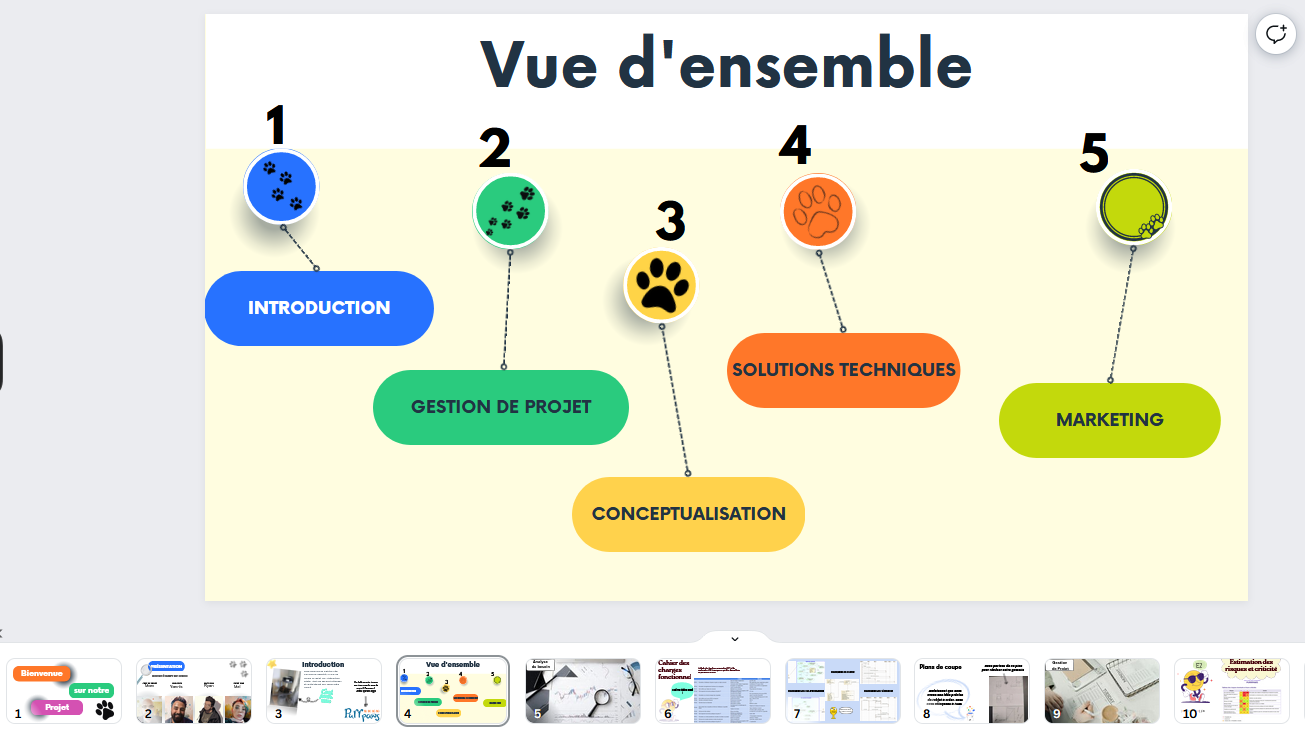 Vue d'ensemble
1
2
3
4
5
INTRODUCTION
GESTION DE PROJET
CONCEPTUALISATION
SOLUTIONS TECHNIQUES
MARKETING
Bienvenue
sur notre
Projet
1
2
Introduction
3
Vue d'ensemble
4
Analyse
du besoin
5
Cahier des
charges
fonctionnel
6
7
Plans de coupe
8
Gestion
de Projet
9
E2
Estimation des
risques et criticité
10